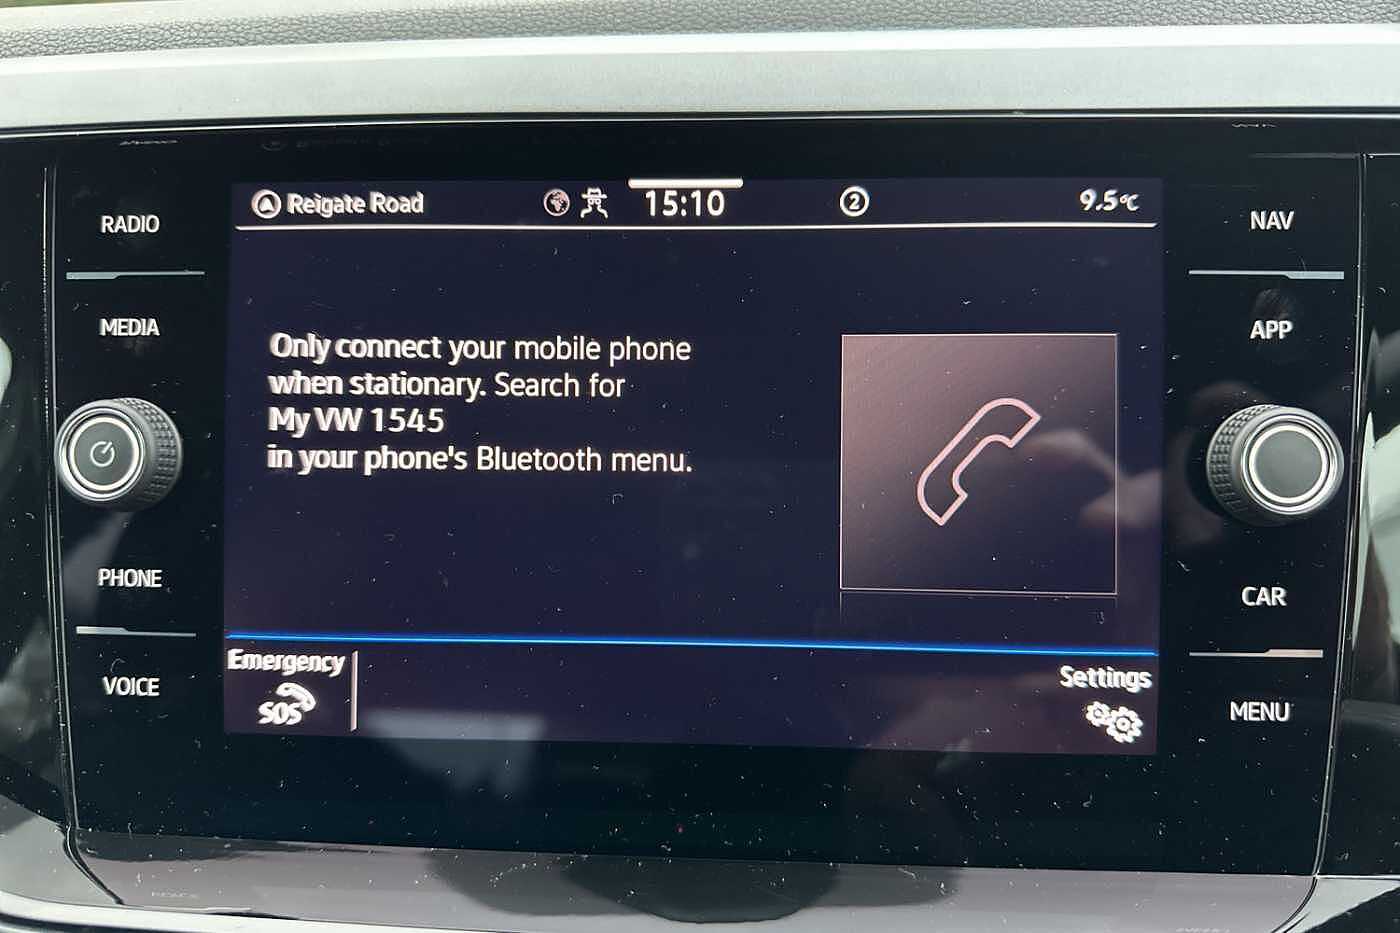 Reigate Road 15:10 2 9.5°C
RADIO
NAV
MEDIA
APP
Only connect your mobile phone
when stationary. Search for
My VW 1545
in your phone's Bluetooth menu.
PHONE
CAR
VOICE
MENU
Emergency
SOS
Settings